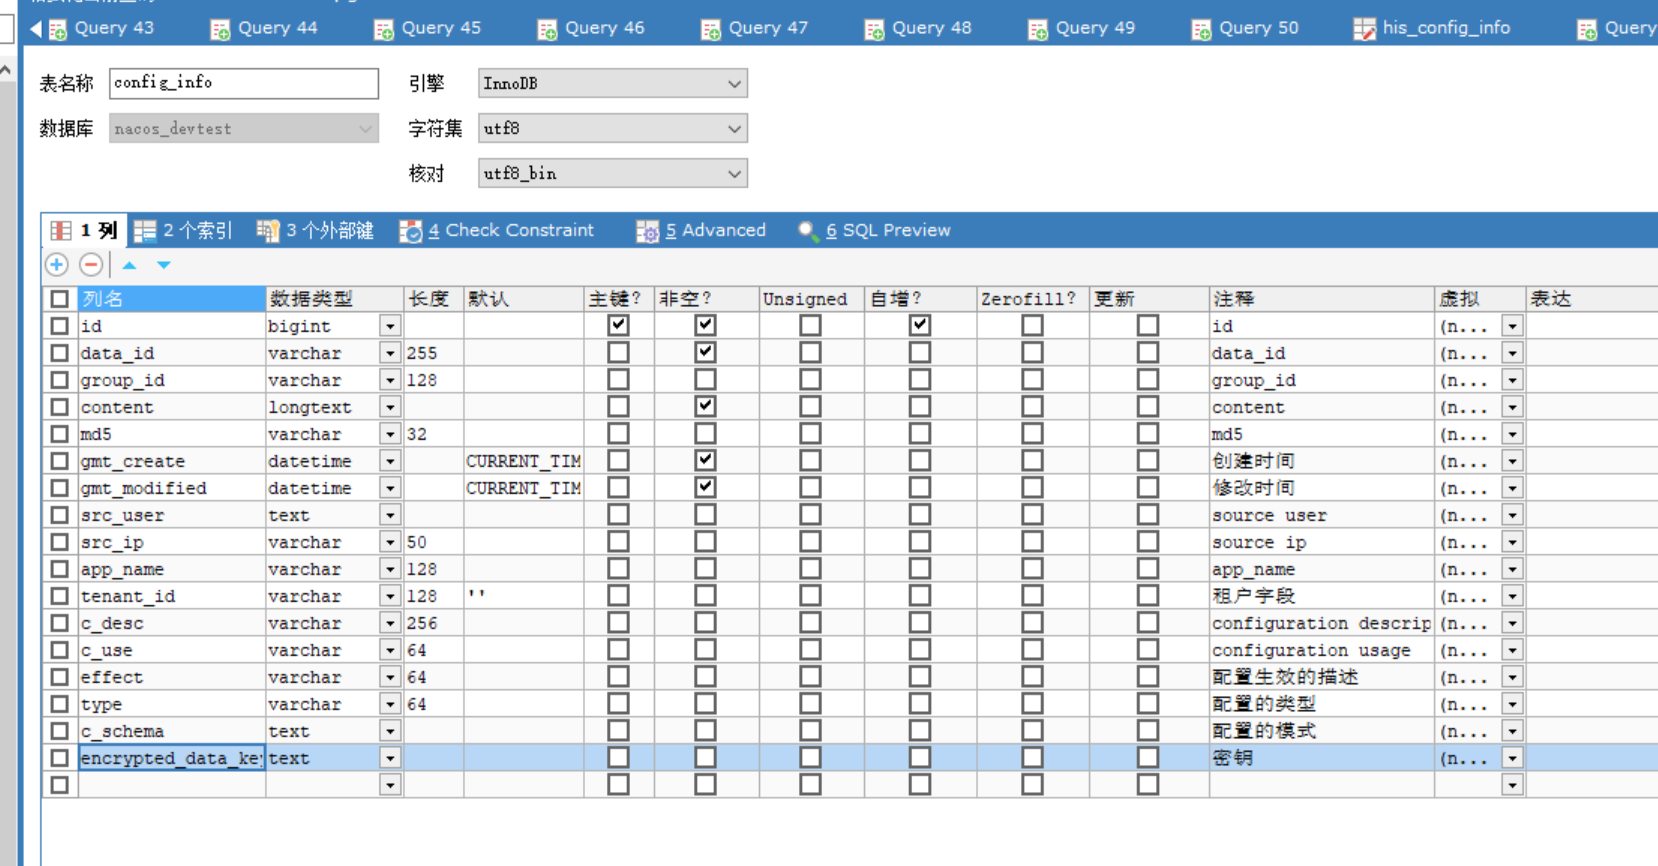 Query 43 Query 44 Query 45 Query 46 Query 47 Query 48 Query 49 Query 50 his_config_info Query
表名称 config_info 引擎 InnoDB
数据库 nacos_devtest 字符集 utf8
核对 utf8_bin
1 列 2 个索引 3 个外部键 4 Check Constraint 5 Advanced 6 SQL Preview
列名 数据类型 长度 默认 主键? 非空? Unsigned 自增? Zerofill? 更新 注释 虚拟 表达
id bigint id (n...
data_id varchar 255 data_id (n...
group_id varchar 128 group_id (n...
content longtext content (n...
md5 varchar 32 md5 (n...
gmt_create datetime CURRENT_TIM 创建时间 (n...
gmt_modified datetime CURRENT_TIM 修改时间 (n...
src_user text source user (n...
src_ip varchar 50 source ip (n...
app_name varchar 128 app_name (n...
tenant_id varchar 128 '' 租户字段 (n...
c_desc varchar 256 configuration descrip (n...
c_use varchar 64 configuration usage (n...
effect varchar 64 配置生效的描述 (n...
type varchar 64 配置的类型 (n...
c_schema text 配置的模式 (n...
encrypted_data_key text 密钥 (n...